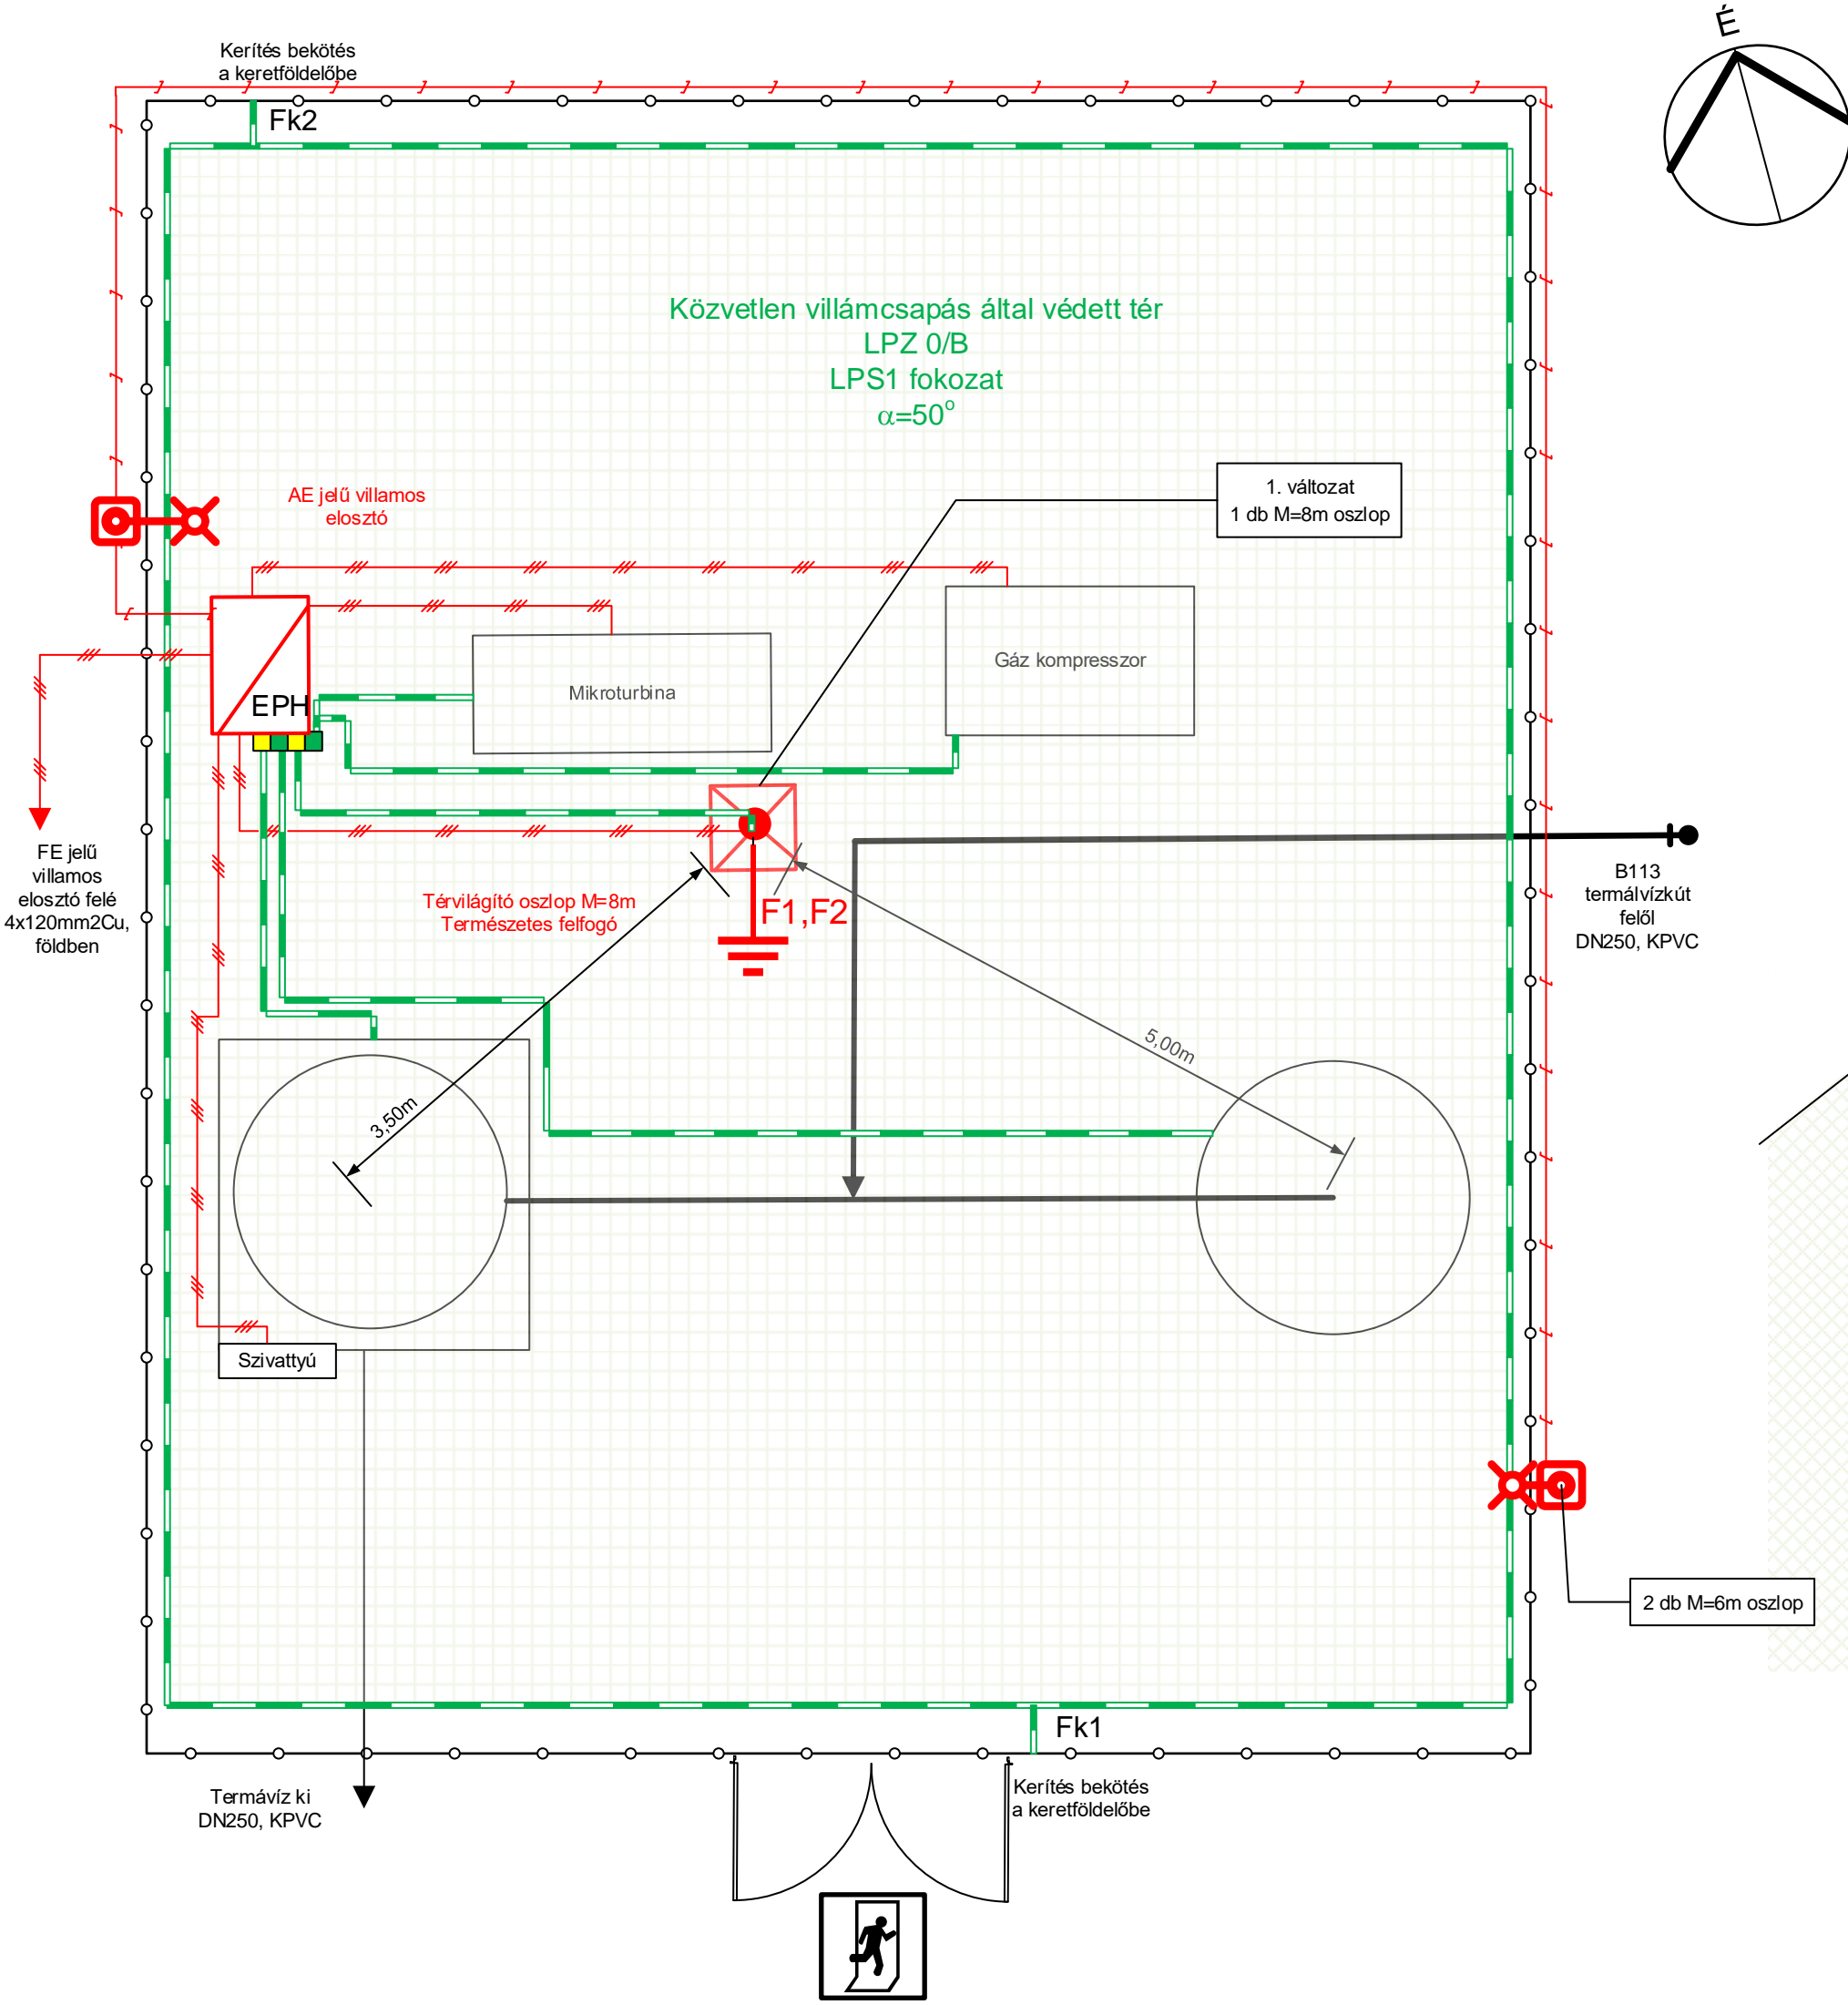 É
Kerítés bekötés
a keretföldelőbe
Fk2
Közvetlen villámcsapás által védett tér
LPZ 0/B
LPS1 fokozat
α=50°
1. változat
1 db M=8m oszlop
AE jelű villamos
elosztó
Gáz kompresszor
Mikroturbina
EPH
FE jelű
villamos
elosztó felé
4x120mm2Cu,
földben
B113
termálvízkút
felől
DN250, KPVC
Térvilágító oszlop M=8m
Természetes felfogó
F1,F2
5,00m
3,50m
Szivattyú
2 db M=6m oszlop
Fk1
Termávíz ki
DN250, KPVC
Kerítés bekötés
a keretföldelőbe